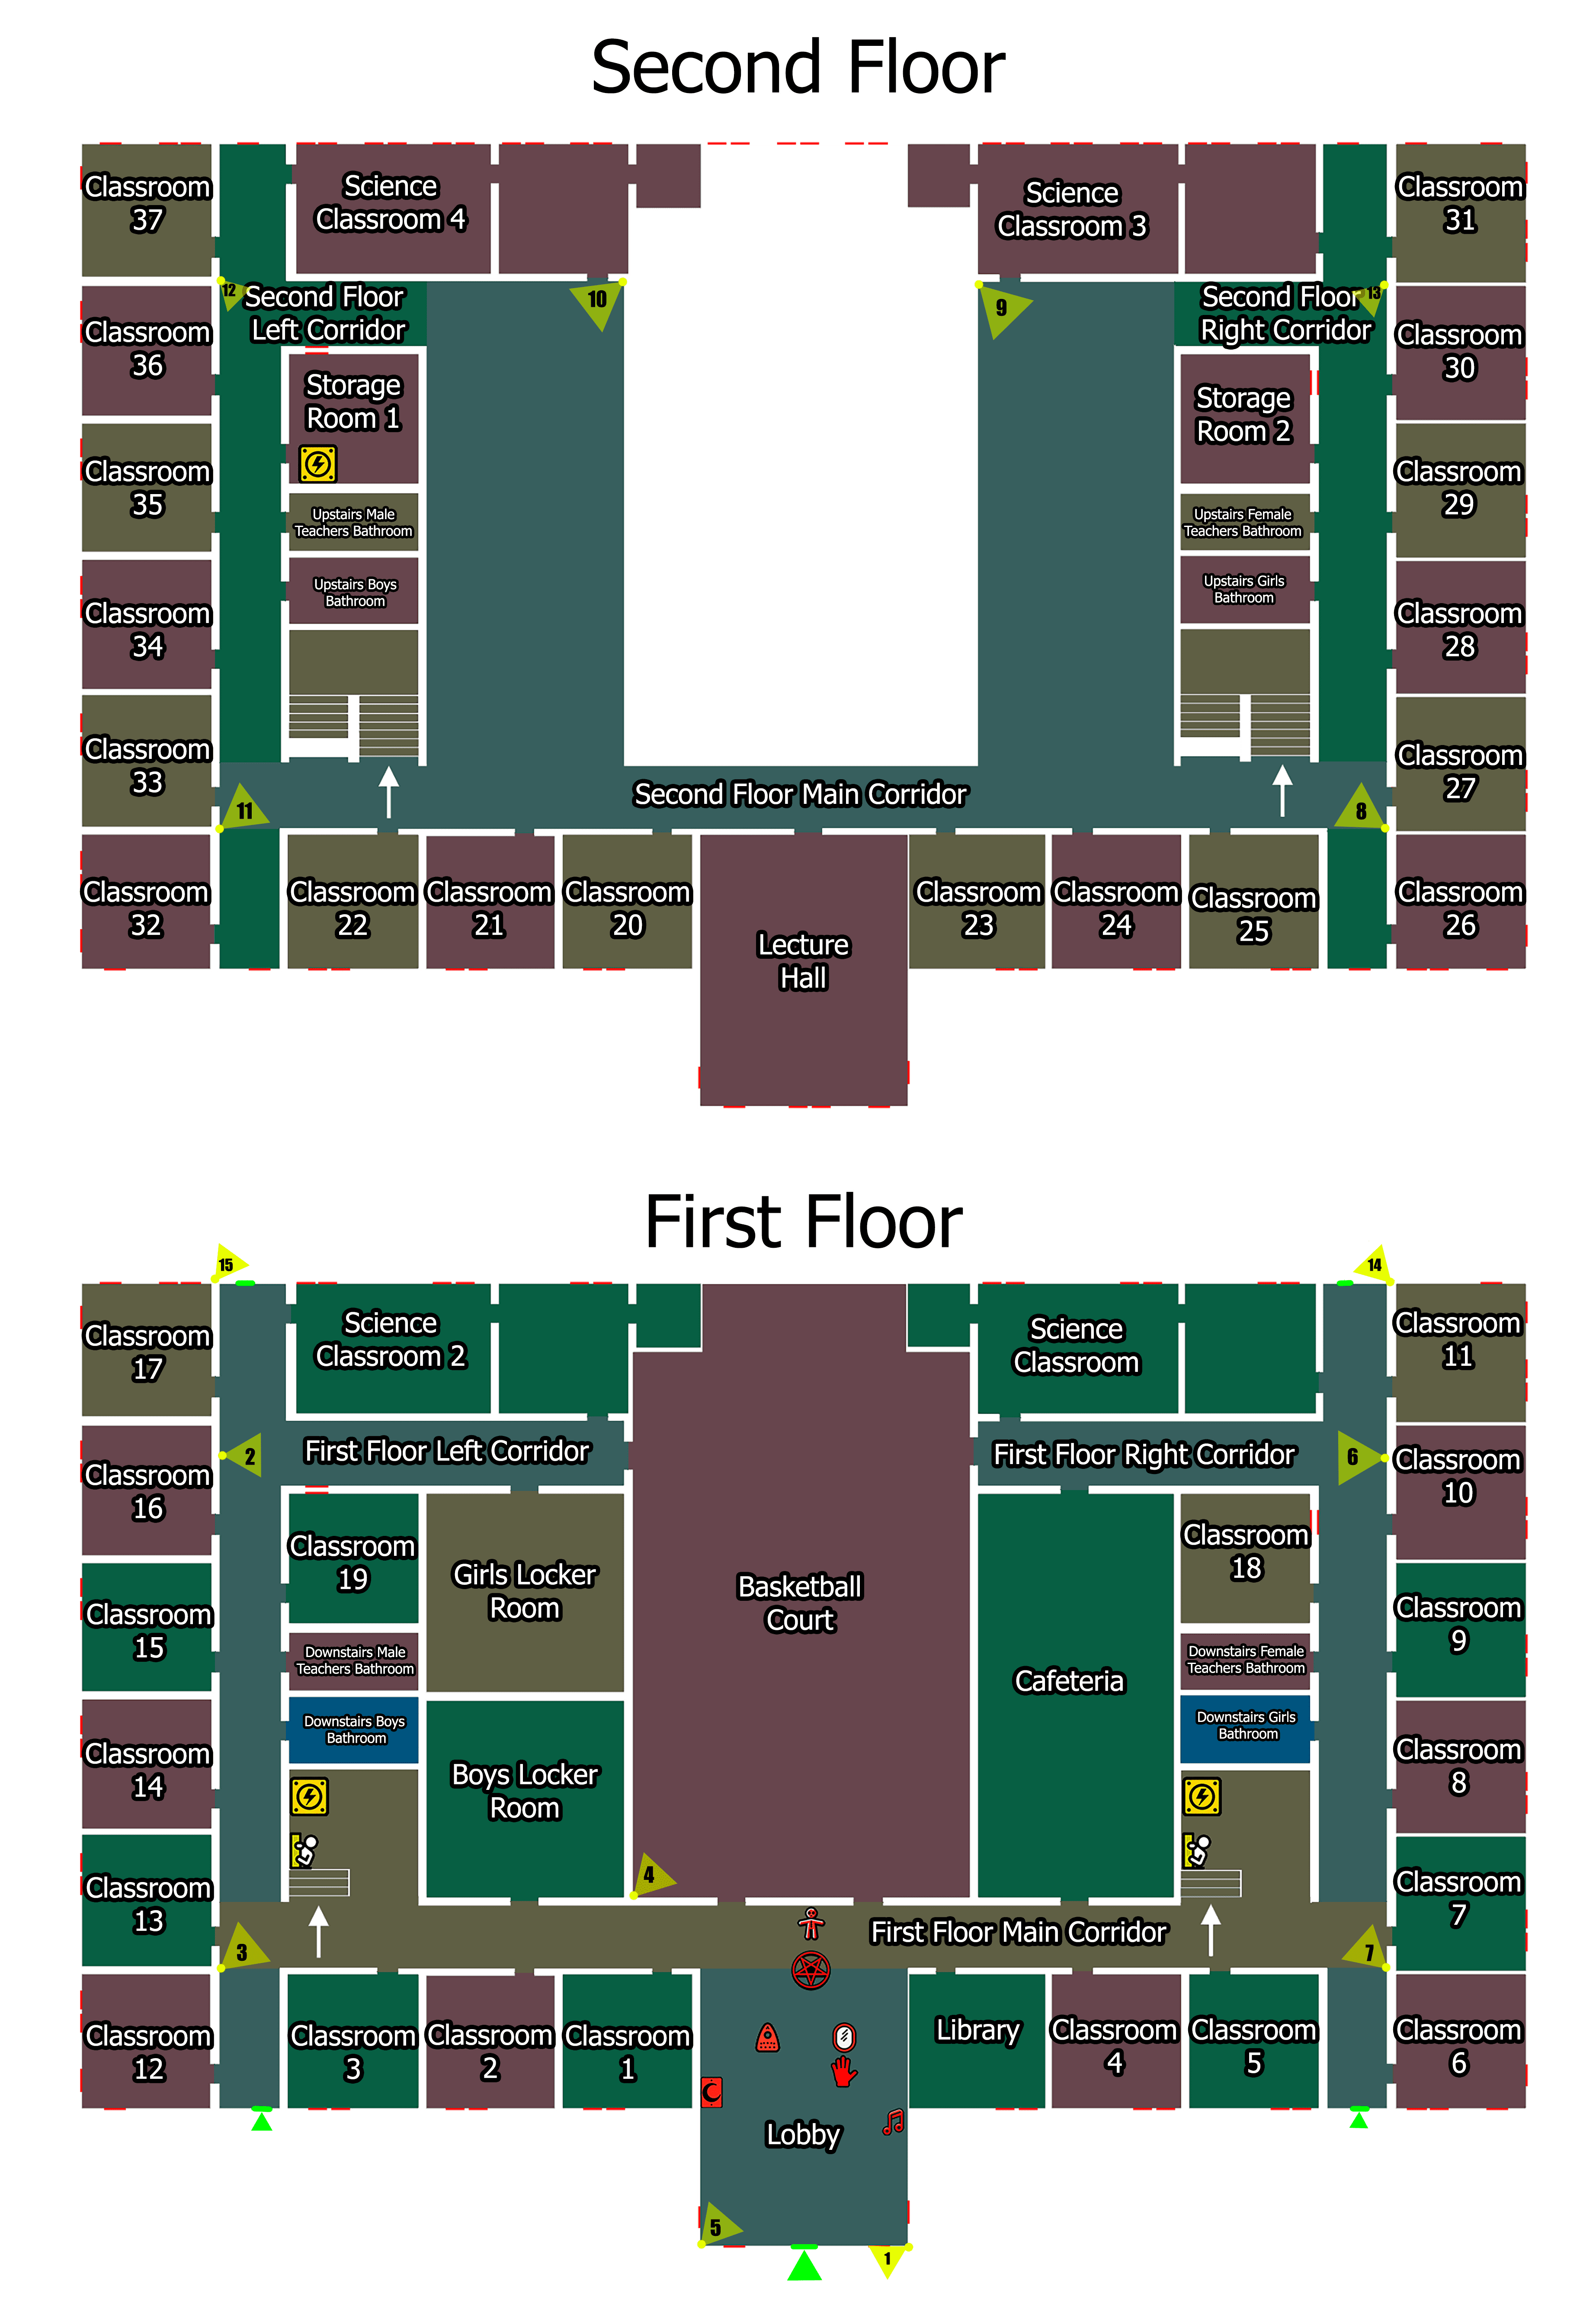 Second Floor
Classroom
37
Science
Classroom 4
Science
Classroom 3
Classroom
31
12
Second Floor
Left Corridor
10
9
Second Floor
Right Corridor
13
Classroom
36
Storage
Room 1
Storage
Room 2
Classroom
30
Classroom
35
Upstairs Male
Teachers Bathroom
Upstairs Female
Teachers Bathroom
Classroom
29
Classroom
34
Upstairs Boys
Bathroom
Upstairs Girls
Bathroom
Classroom
28
Classroom
33
11
Second Floor Main Corridor
8
Classroom
27
Classroom
32
Classroom
22
Classroom
21
Classroom
20
Lecture
Hall
Classroom
23
Classroom
24
Classroom
25
Classroom
26
First Floor
15
14
Classroom
17
Science
Classroom 2
Science
Classroom
Classroom
11
2
First Floor Left Corridor
First Floor Right Corridor
6
Classroom
16
Classroom
10
Classroom
19
Girls Locker
Room
Basketball
Court
Classroom
18
Classroom
15
Downstairs Male
Teachers Bathroom
Cafeteria
Downstairs Female
Teachers Bathroom
Classroom
9
Classroom
14
Downstairs Boys
Bathroom
Boys Locker
Room
Downstairs Girls
Bathroom
Classroom
8
Classroom
13
4
Classroom
7
3
First Floor Main Corridor
7
Classroom
12
Classroom
3
Classroom
2
Classroom
1
Lobby
Library
Classroom
4
Classroom
5
Classroom
6
5
1